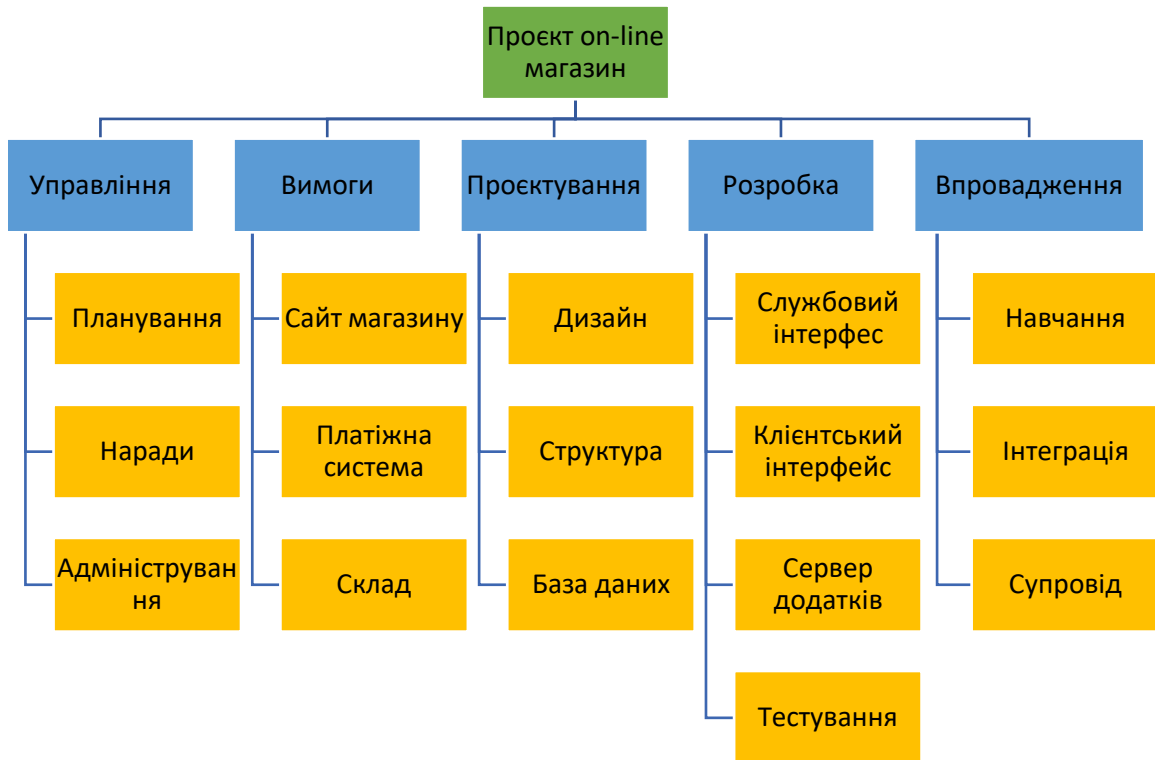 Проєкт on-line
магазин
Управління
Вимоги
Проєктування
Розробка
Впровадження
Планування
Сайт магазину
Дизайн
Службовий
інтерфес
Навчання
Наради
Платіжна
система
Структура
Клієнтський
інтерфейс
Інтеграція
Адмініструван
ня
Склад
База даних
Сервер
додатків
Супровід
Тестування